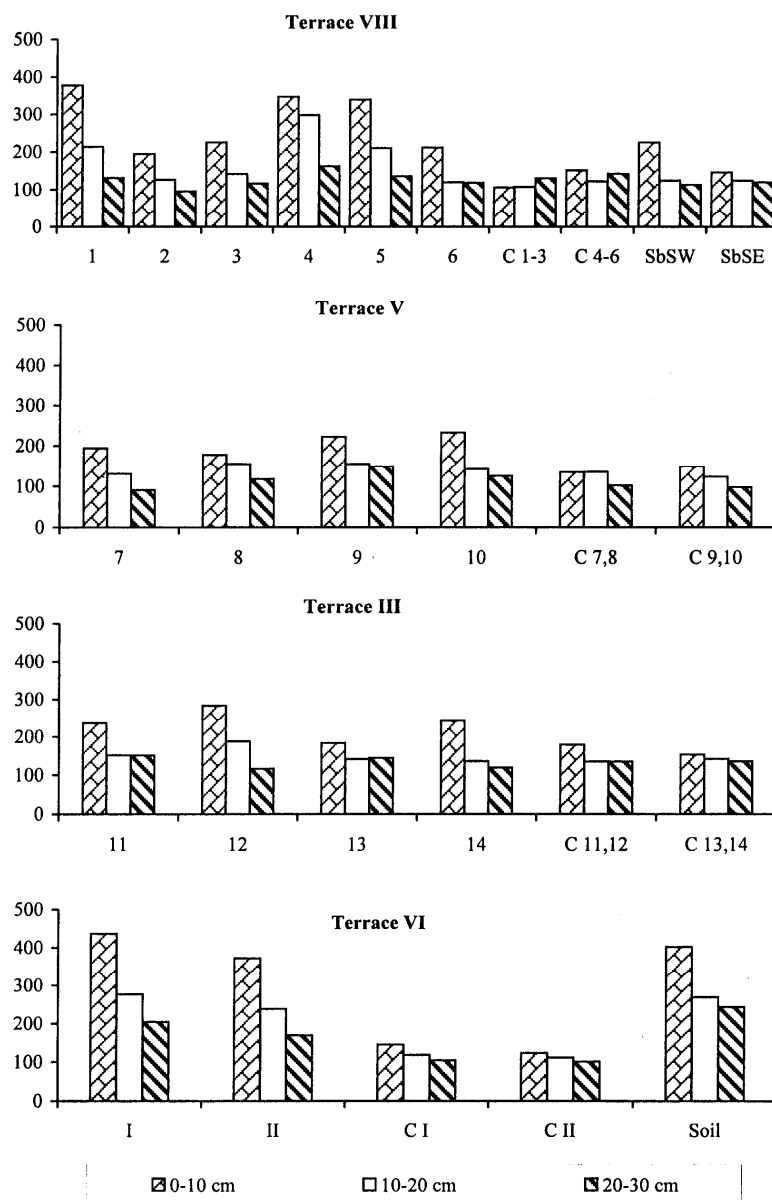 Terrace VIII
500
400
300
200
100
0
1 2 3 4 5 6 C 1-3 C 4-6 SbSW SbSE
Terrace V
500
400
300
200
100
0
7 8 9 10 C 7,8 C 9,10
Terrace III
500
400
300
200
100
0
11 12 13 14 C 11,12 C 13,14
Terrace VI
500
400
300
200
100
0
I II C I C II Soil
0-10 cm 10-20 cm 20-30 cm